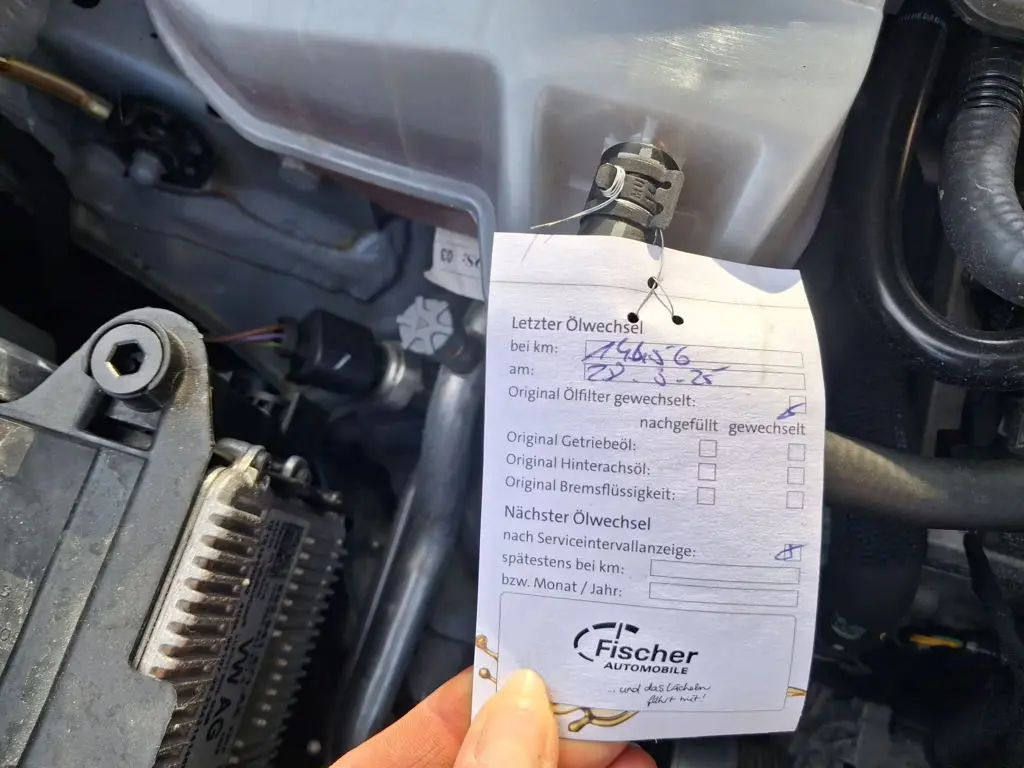 Letzter Ölwechsel
bei km:
am:
Original Ölfilter gewechselt:
nachgefüllt gewechselt
Original Getriebeöl:
Original Hinterachsöl:
Original Bremsflüssigkeit:
Nächster Ölwechsel
nach Serviceintervallanzeige:
spätestens bei km:
bzw. Monat / Jahr:
Fischer
AUTOMOBILE
...und das Lächeln
fährt mit!
VW AG